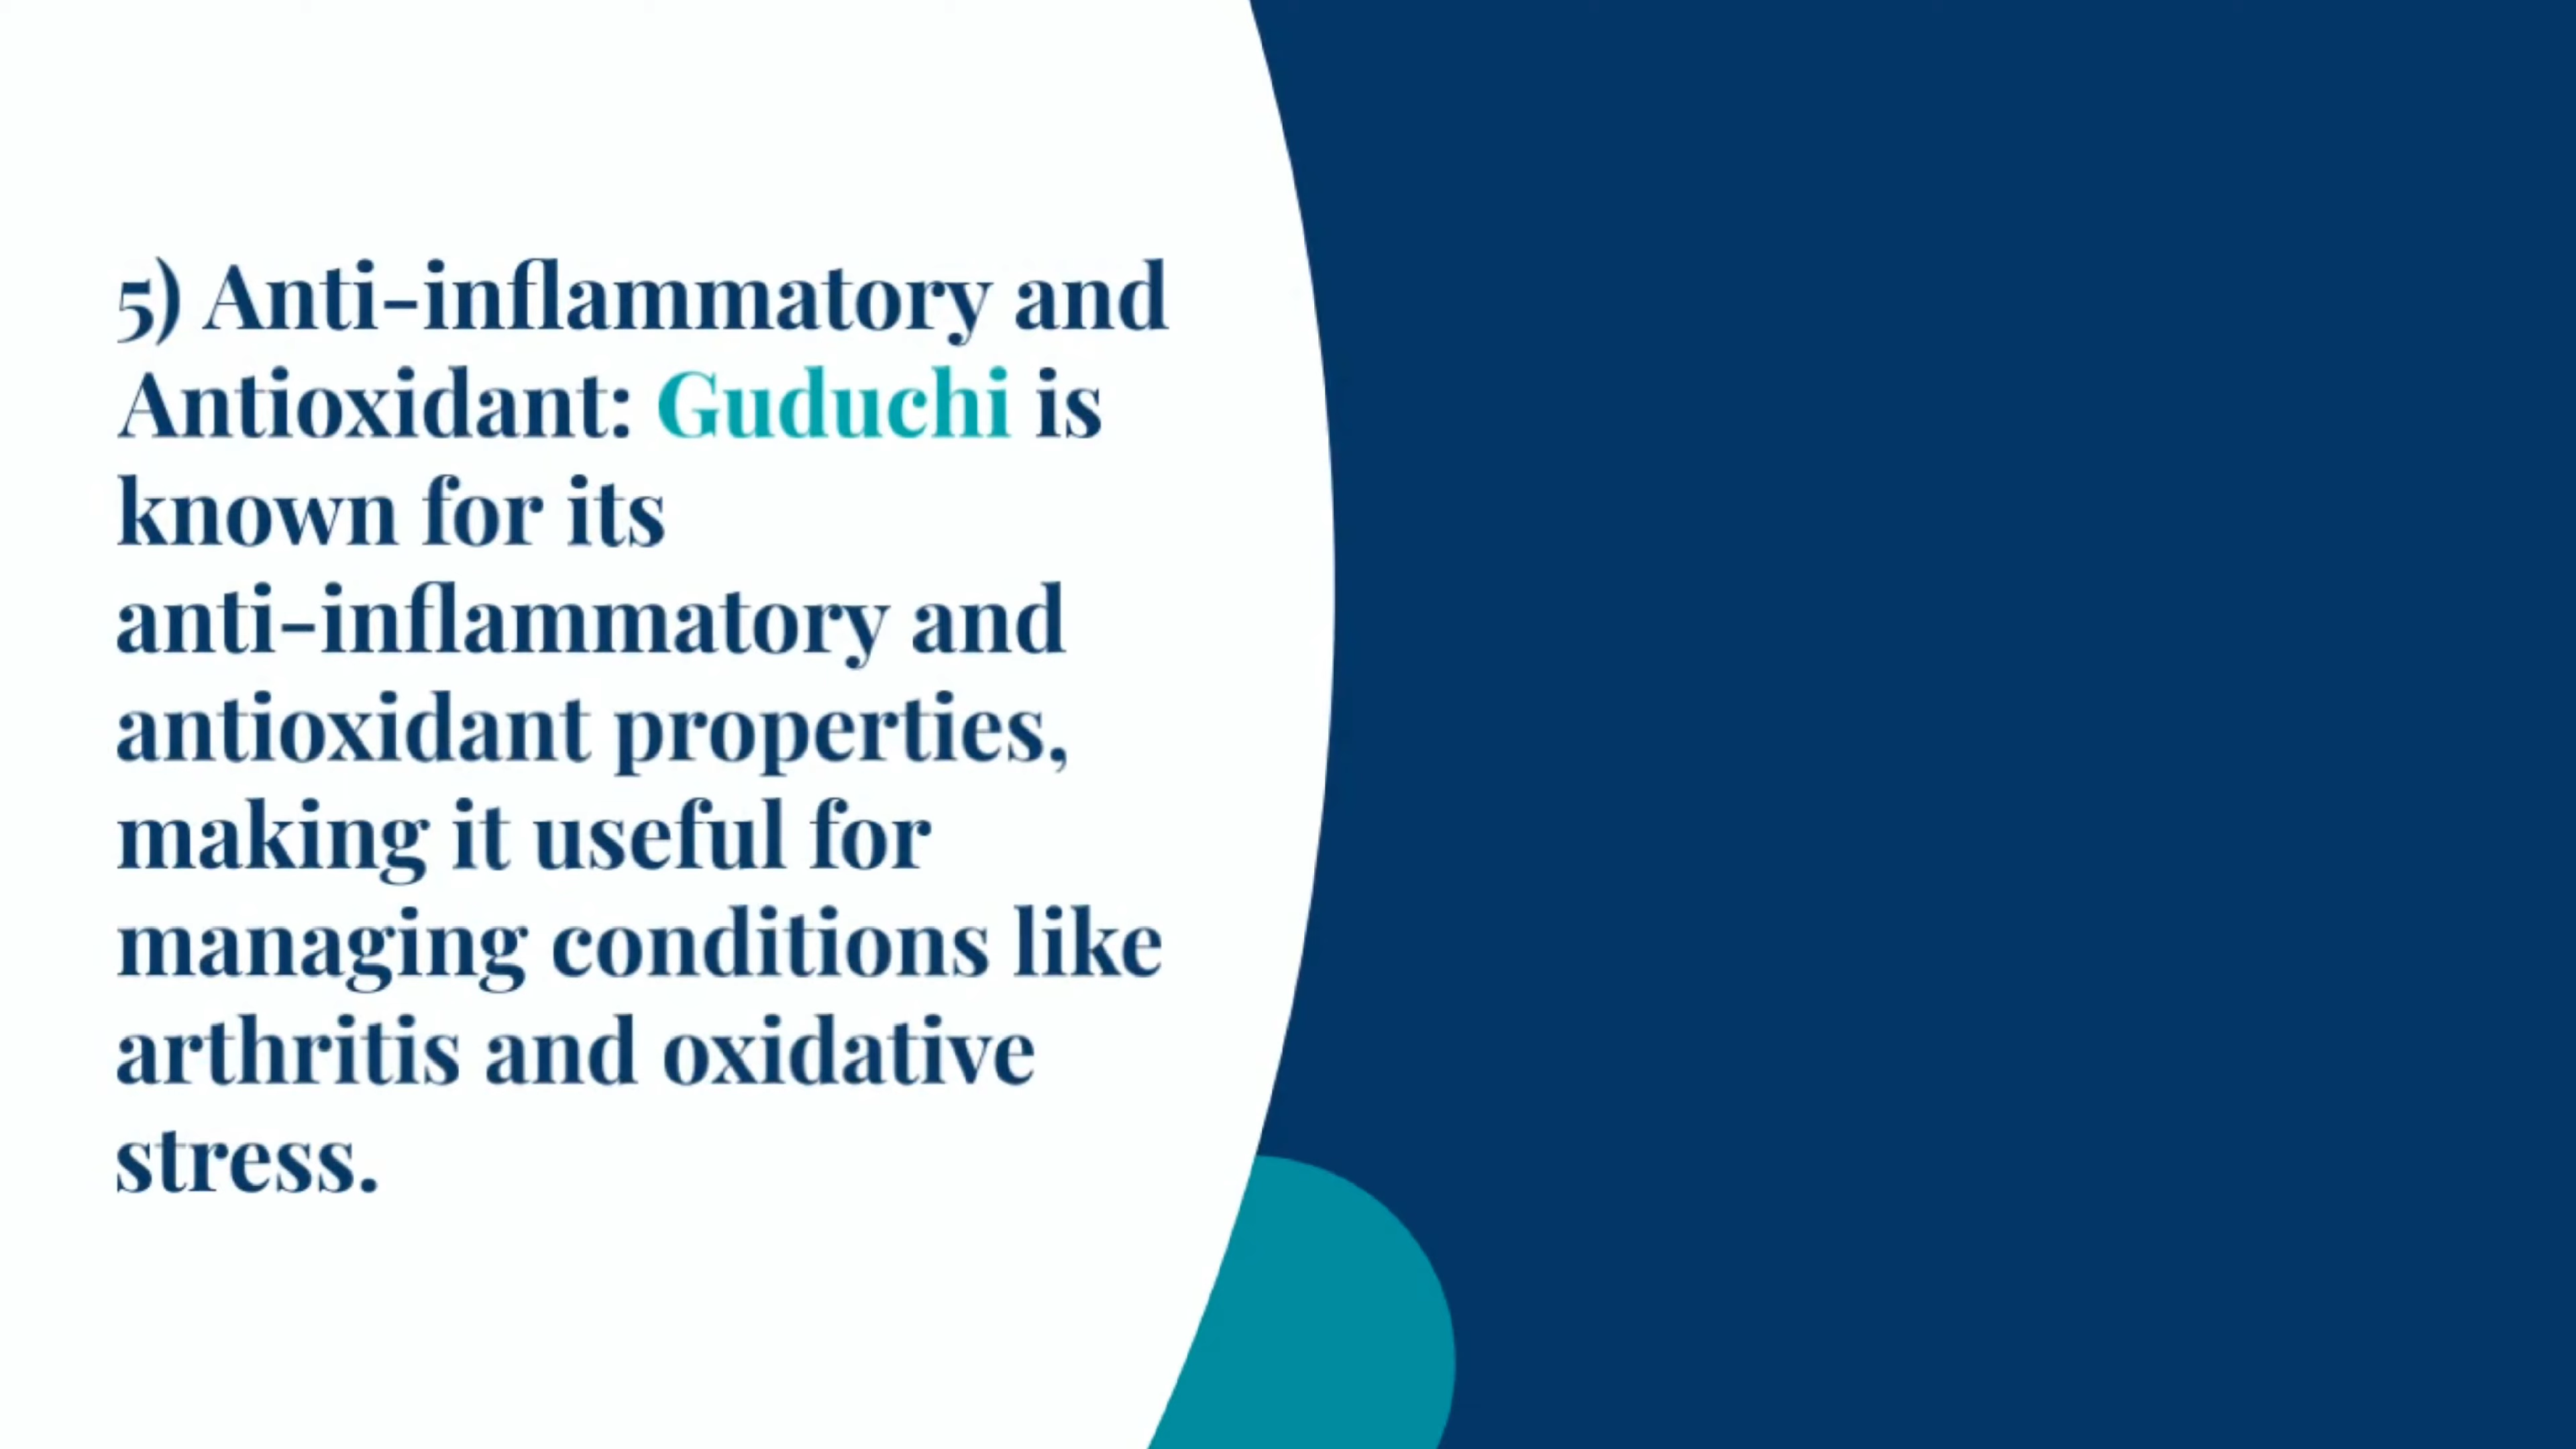 5) Anti-inflammatory and
Antioxidant: Guduchi is
known for its
anti-inflammatory and
antioxidant properties,
making it useful for
managing conditions like
arthritis and oxidative
stress.